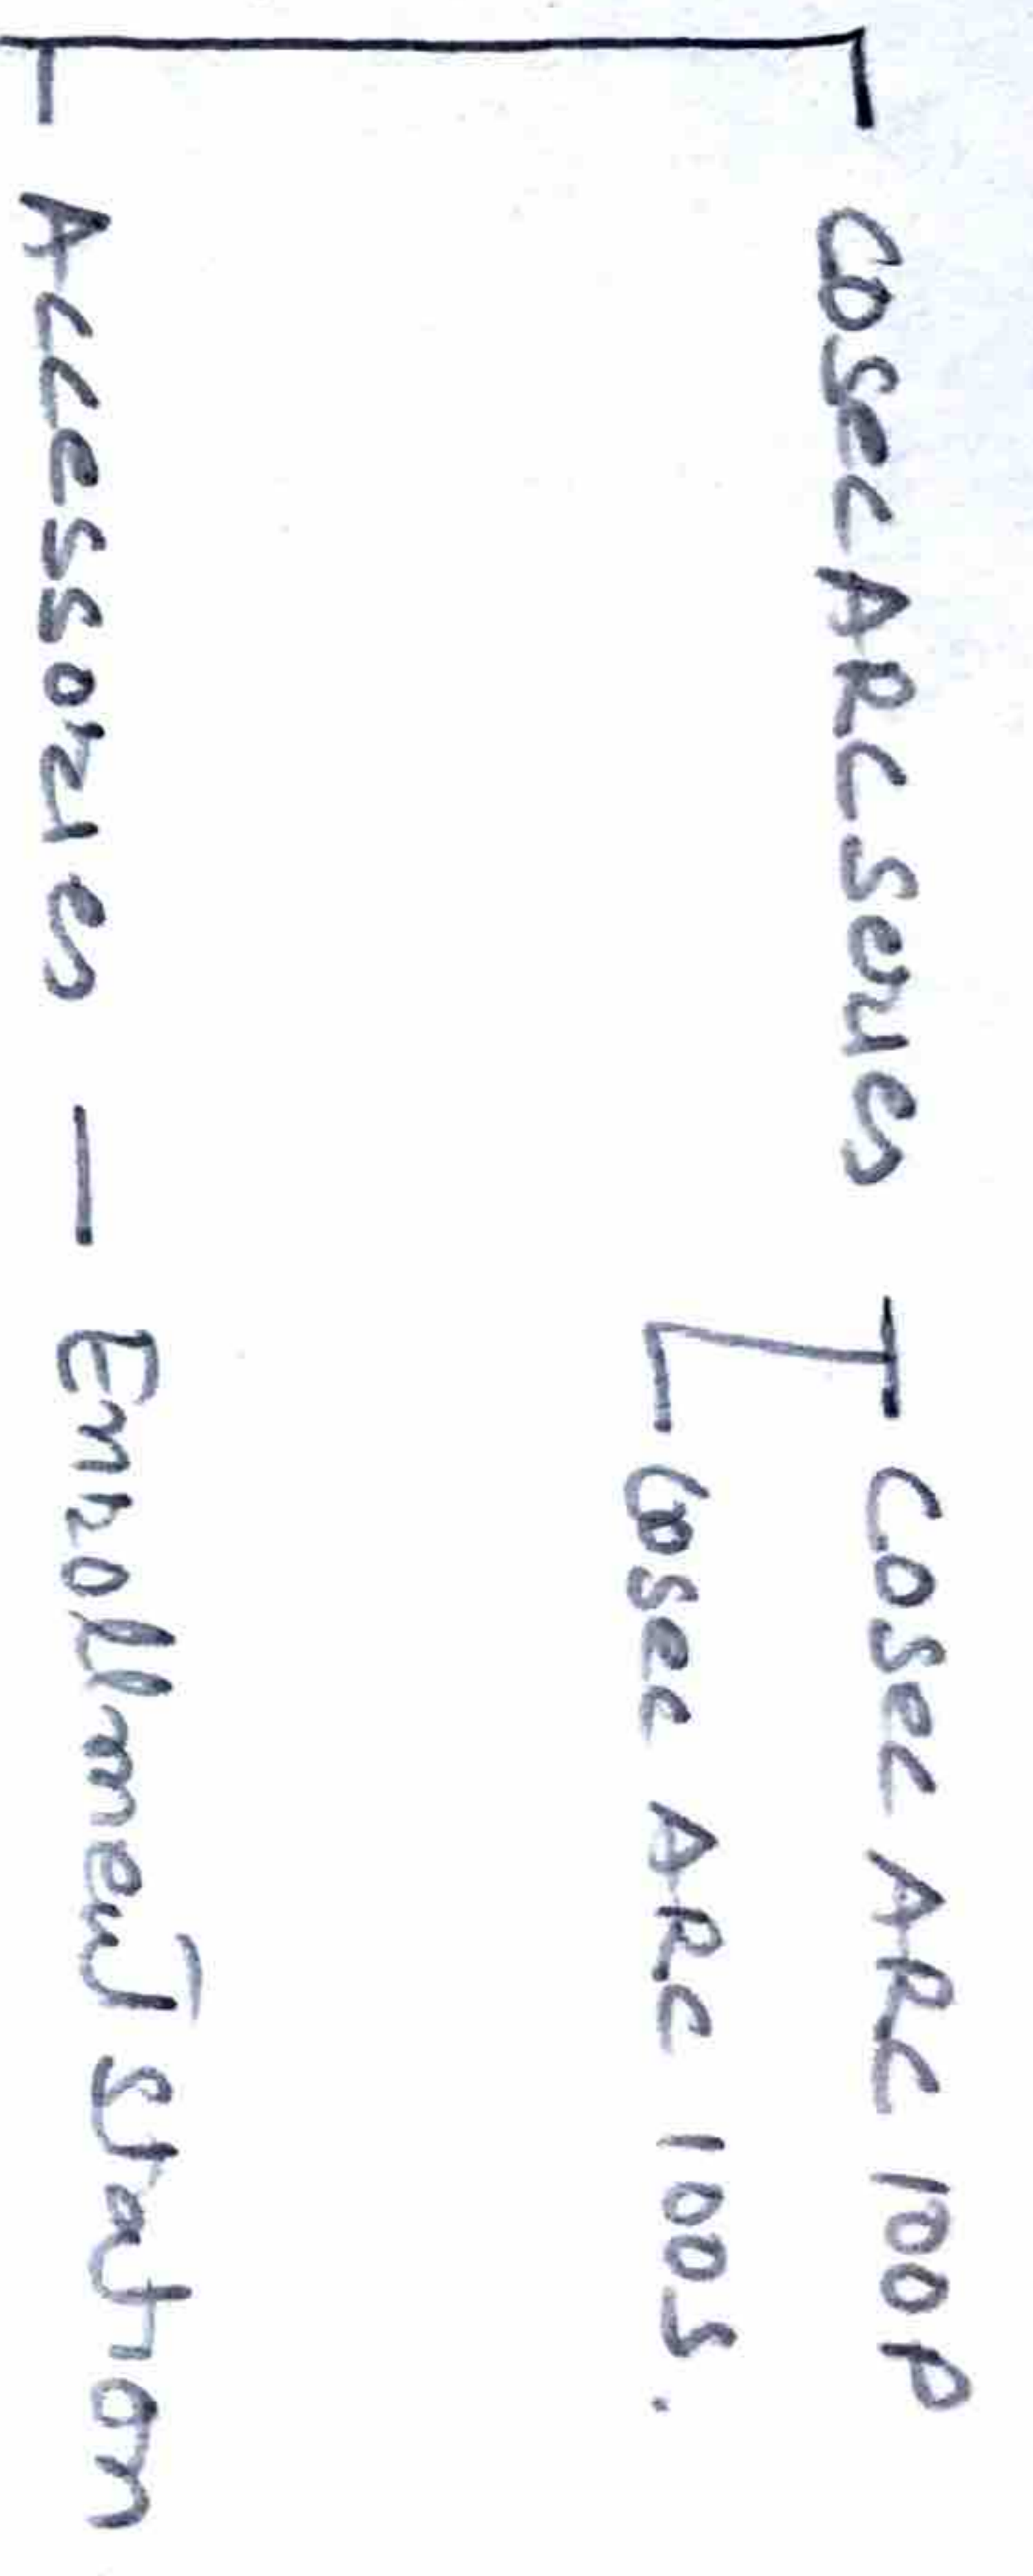 COSEC ARC Series
COSEC ARC 100P
COSEC ARC 100S.
Accessories
Enrollment Station